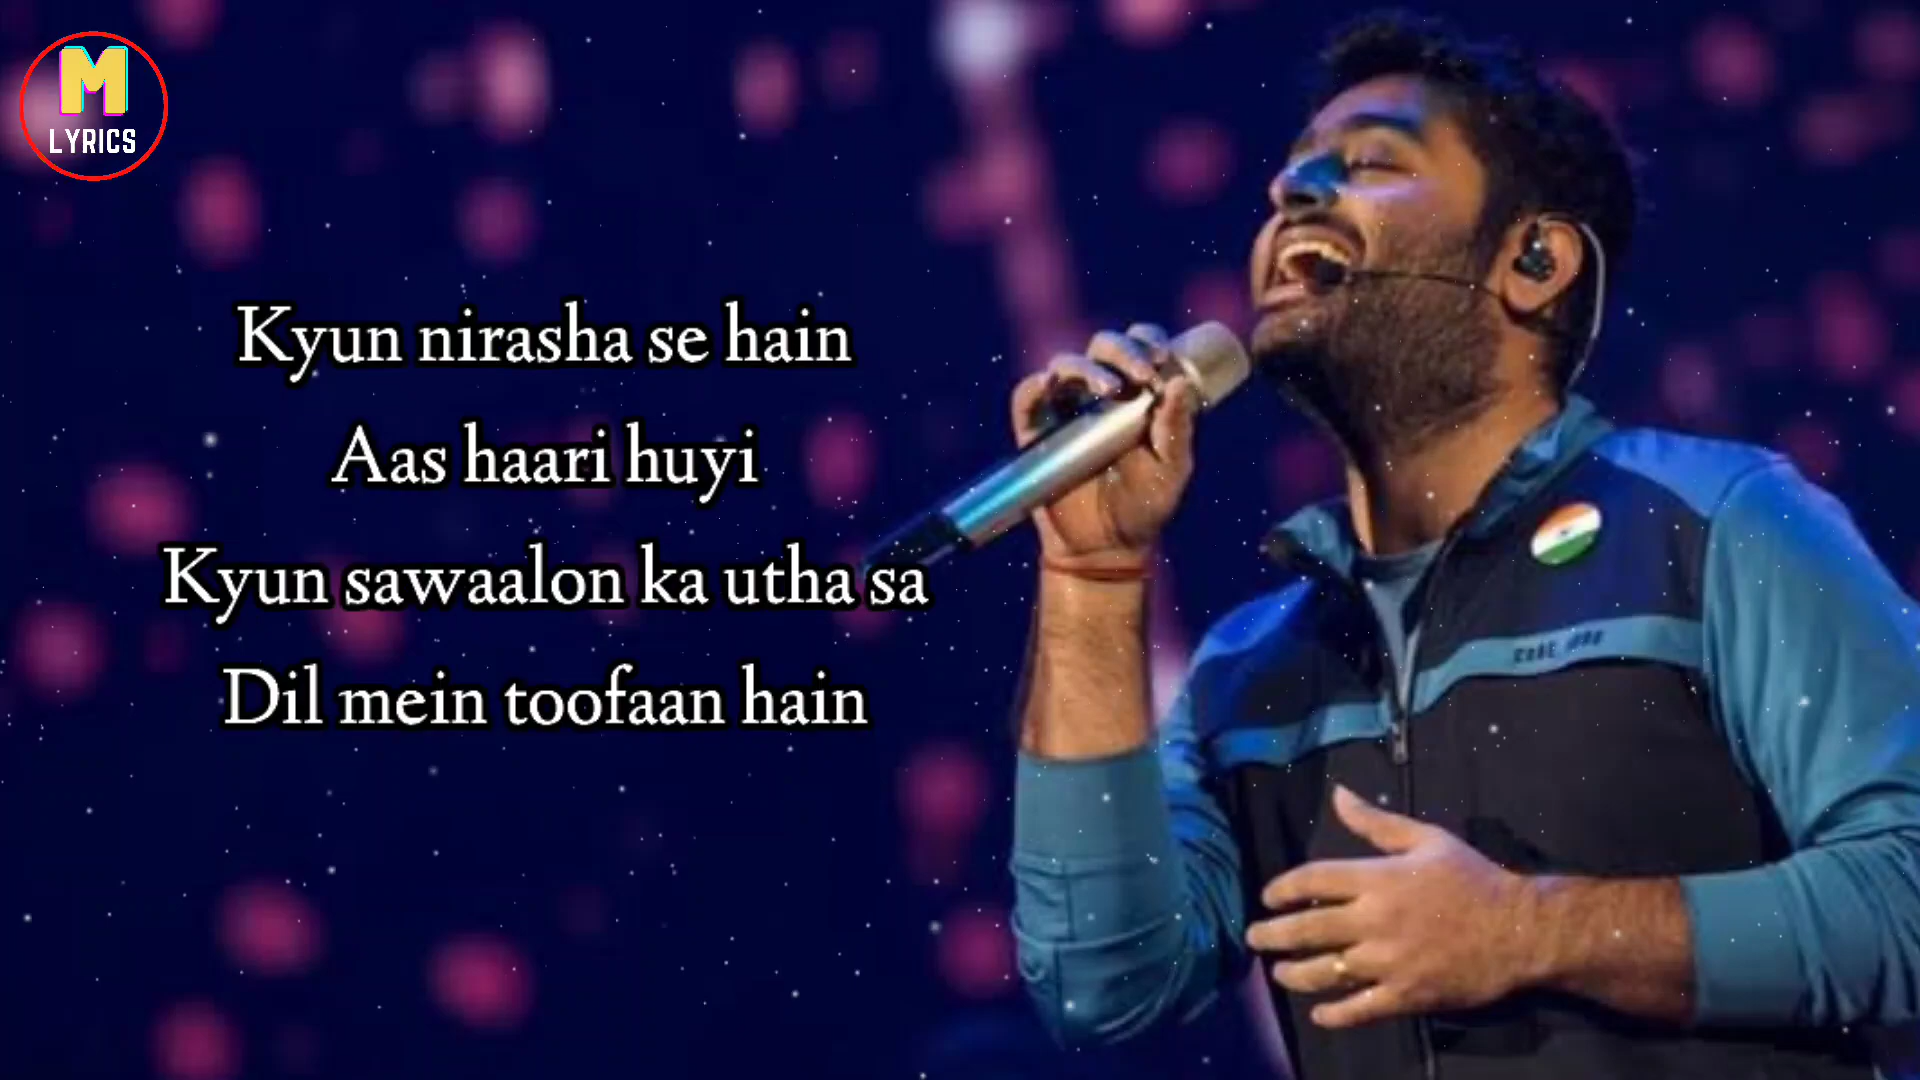 M
LYRICS
Kyun nirasha se hain
Aas haari huyi
Kyun sawaalon ka utha sa
Dil mein toofaan hain